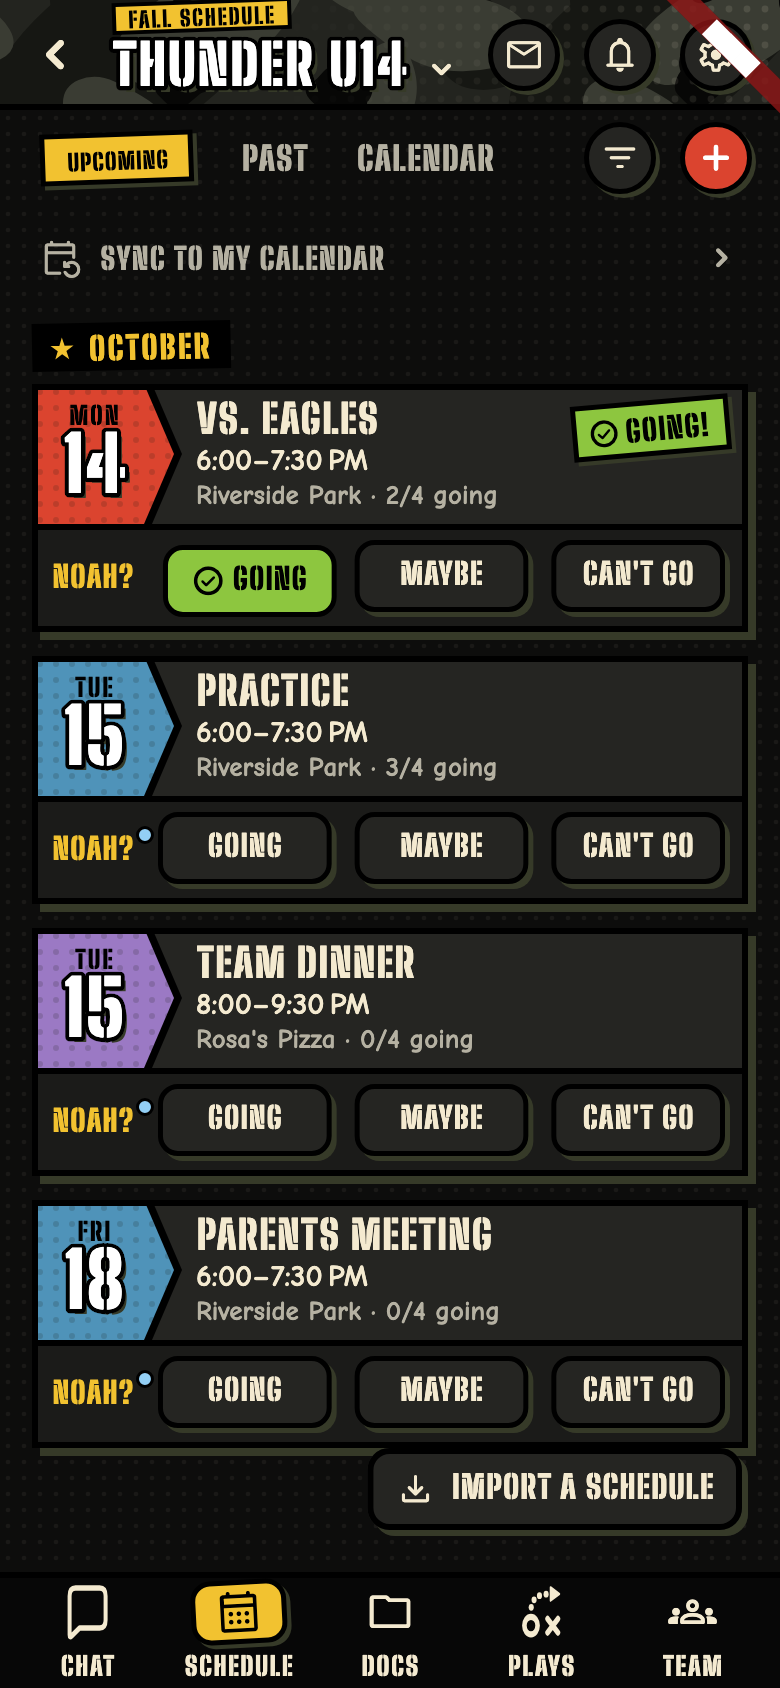 FALL SCHEDULE
THUNDER U14
UPCOMING PAST CALENDAR
SYNC TO MY CALENDAR
★ OCTOBER
MON
14
VS. EAGLES
6:00–7:30 PM
Riverside Park · 2/4 going
GOING!
NOAH? GOING MAYBE CAN'T GO
TUE
15
PRACTICE
6:00–7:30 PM
Riverside Park · 3/4 going
NOAH? GOING MAYBE CAN'T GO
TUE
15
TEAM DINNER
8:00–9:30 PM
Rosa's Pizza · 0/4 going
NOAH? GOING MAYBE CAN'T GO
FRI
18
PARENTS MEETING
6:00–7:30 PM
Riverside Park · 0/4 going
NOAH? GOING MAYBE CAN'T GO
IMPORT A SCHEDULE
CHAT SCHEDULE DOCS PLAYS TEAM